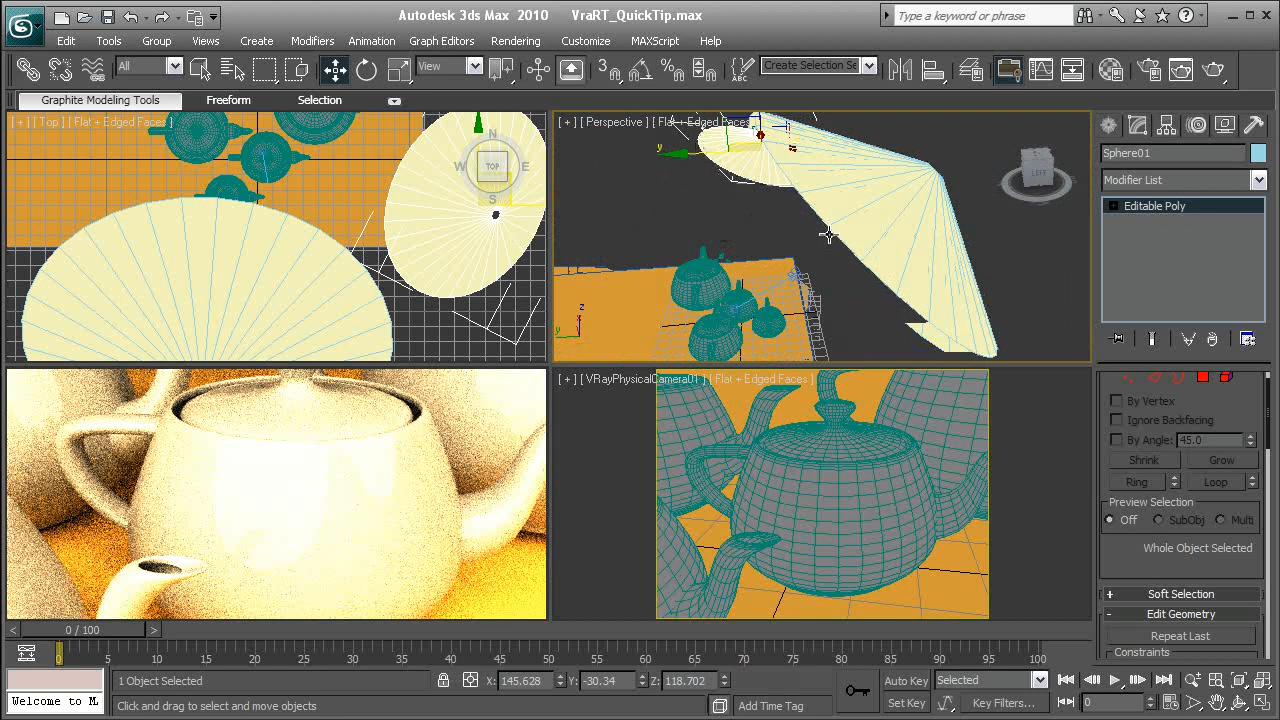 Autodesk 3ds Max 2010 VraRT_QuickTip.max
Type a keyword or phrase
Edit Tools Group Views Create Modifiers Animation Graph Editors Rendering Customize MAXScript Help
All View 3 Create Selection Se
Graphite Modeling Tools Freeform Selection
[ + ] [ Top ] [ Flat + Edged Faces ]
N
W TOP E
S
[ + ] [ Perspective ] [ Flat + Edged Faces ]
y
LEFT
z
y
Sphere01
Modifier List
Editable Poly
[ + ] [ VRayPhysicalCamera01 ] [ Flat + Edged Faces ]
By Vertex
Ignore Backfacing
By Angle: 45.0
Shrink Grow
Ring Loop
Preview Selection
Off SubObj Multi
Whole Object Selected
+ Soft Selection
- Edit Geometry
Repeat Last
Constraints
< 0 / 100 >
0 5 10 15 20 25 30 35 40 45 50 55 60 65 70 75 80 85 90 95 100
1 Object Selected X: 145.628 Y: -30.34 Z: 118.702 Auto Key Selected
Welcome to M Click and drag to select and move objects Add Time Tag Set Key Key Filters... 0